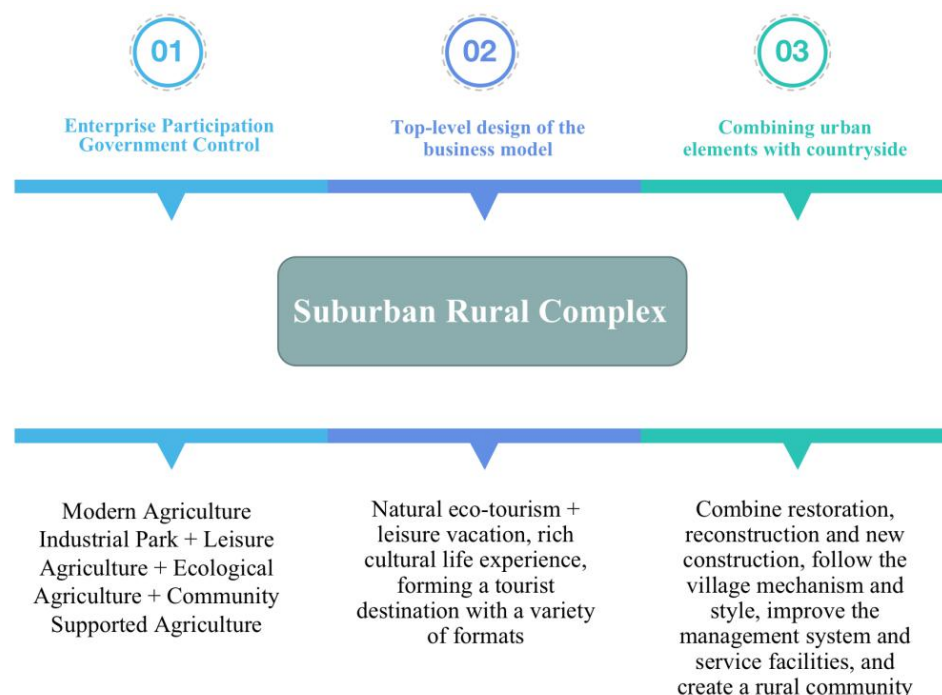 01
02
03
Enterprise Participation
Government Control
Top-level design of the
business model
Combining urban
elements with countryside
Suburban Rural Complex
Modern Agriculture
Industrial Park + Leisure
Agriculture + Ecological
Agriculture + Community
Supported Agriculture
Natural eco-tourism +
leisure vacation, rich
cultural life experience,
forming a tourist
destination with a variety
of formats
Combine restoration,
reconstruction and new
construction, follow the
village mechanism and
style, improve the
management system and
service facilities, and
create a rural community